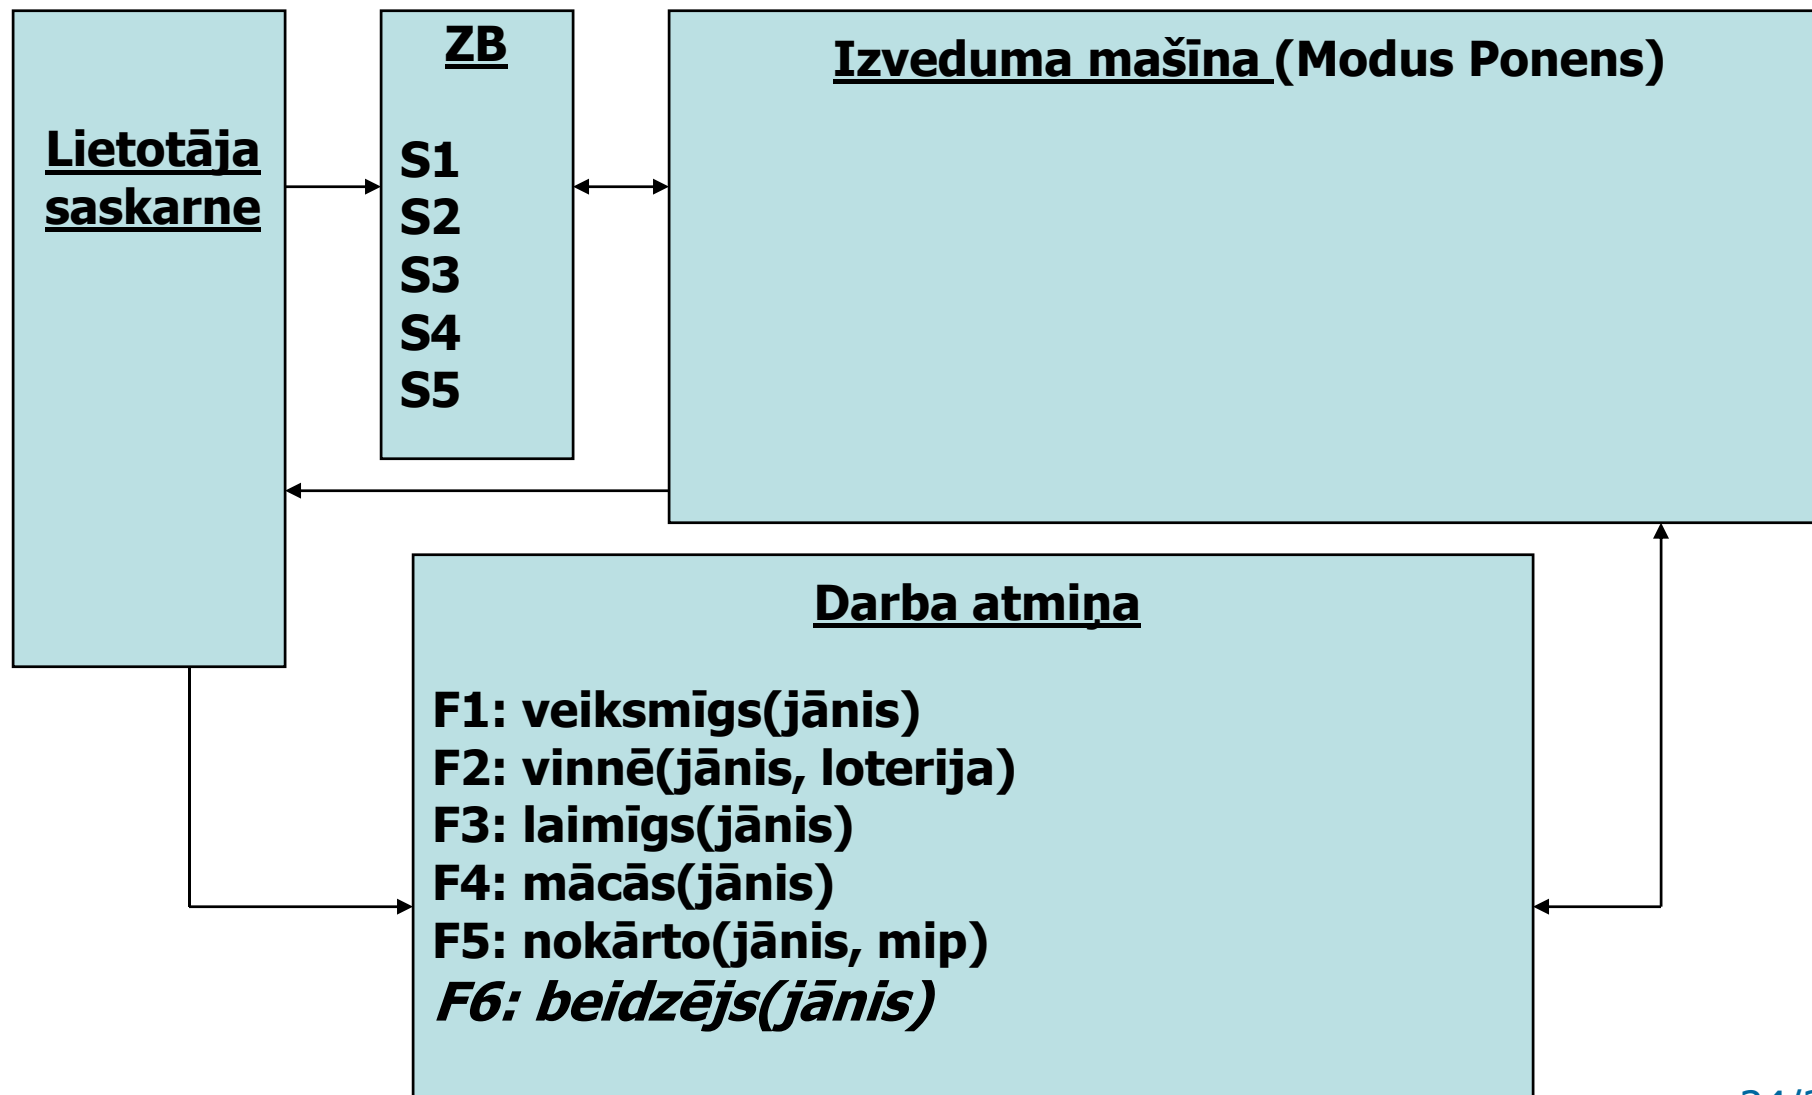 Lietotāja
saskarne
ZB
S1
S2
S3
S4
S5
Izveduma mašīna (Modus Ponens)
Darba atmiņa
F1: veiksmīgs(jānis)
F2: vinnē(jānis, loterija)
F3: laimīgs(jānis)
F4: mācās(jānis)
F5: nokārto(jānis, mip)
F6: beidzējs(jānis)